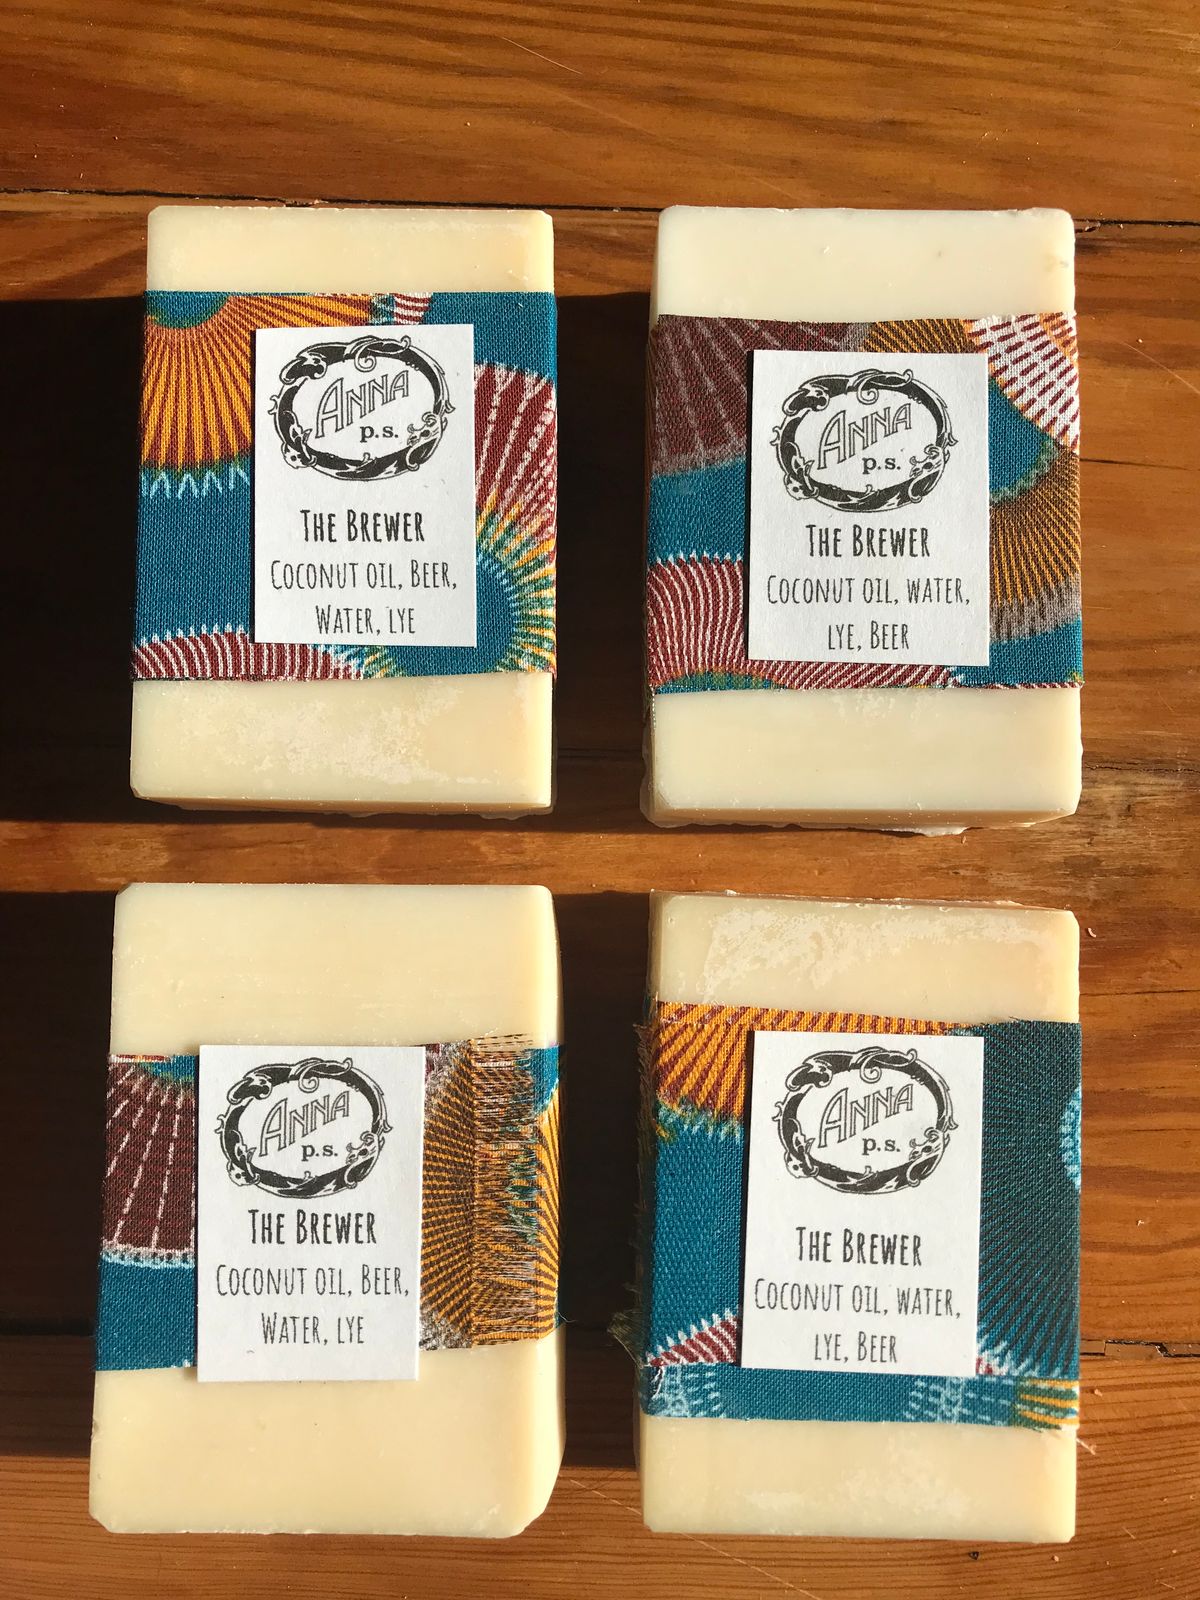 ANNA
p.s.
THE BREWER
COCONUT OIL, BEER,
WATER, LYE
ANNA
p.s.
THE BREWER
COCONUT OIL, WATER,
LYE, BEER
ANNA
p.s.
THE BREWER
COCONUT OIL, BEER,
WATER, LYE
ANNA
p.s.
THE BREWER
COCONUT OIL, WATER,
LYE, BEER